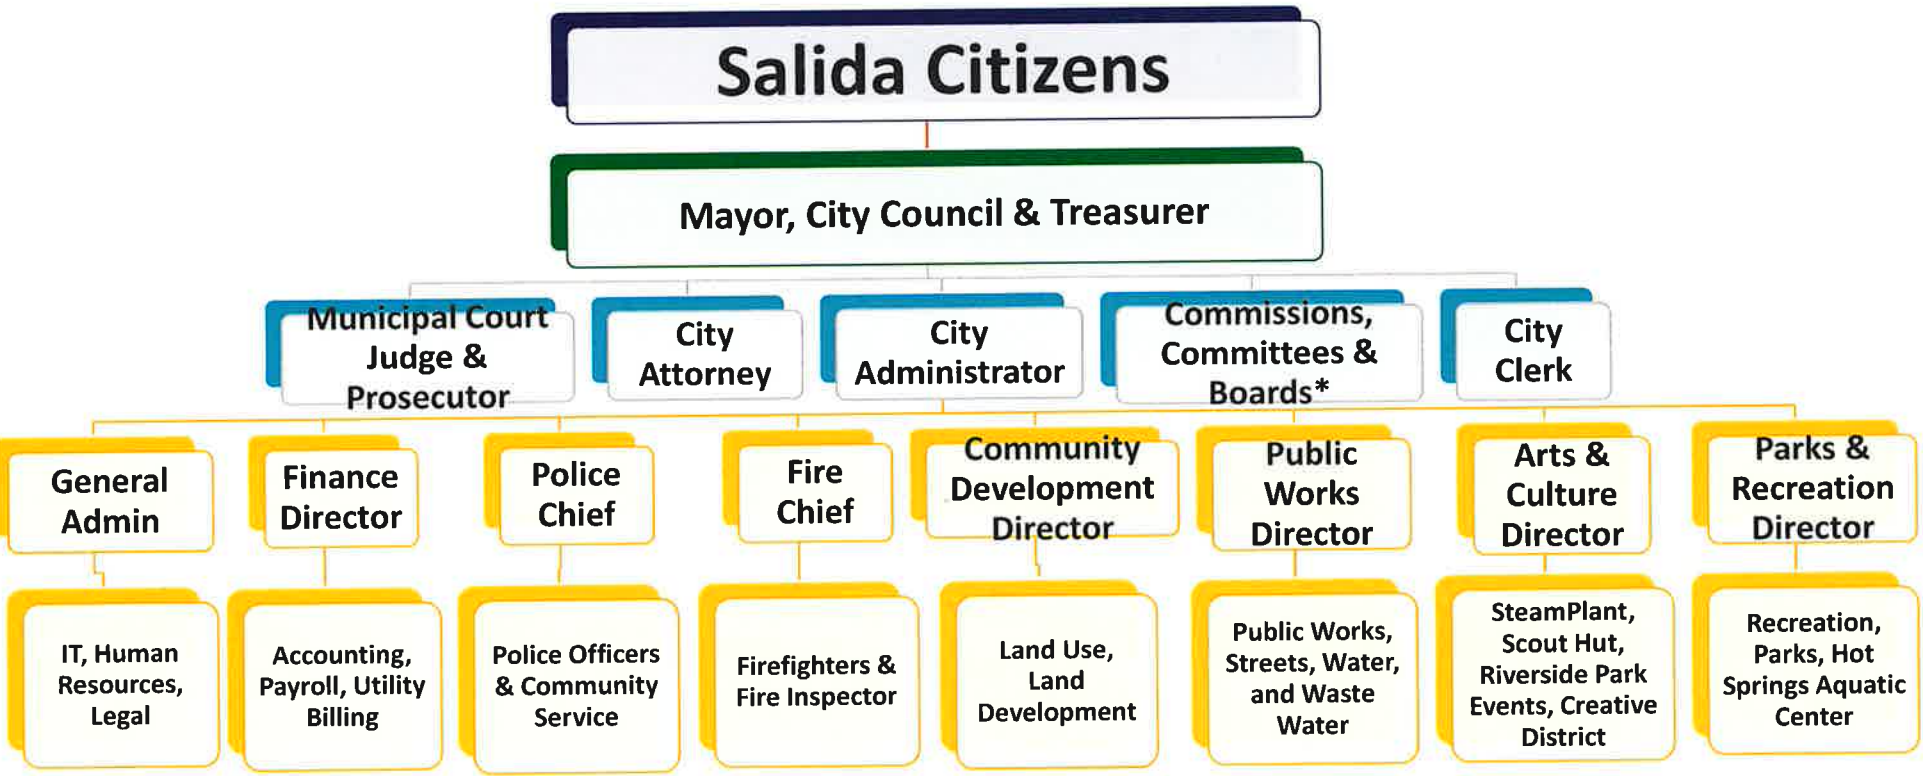 Salida Citizens
Mayor, City Council & Treasurer
Municipal Court
Judge &
Prosecutor
City
Attorney
City
Administrator
Commissions,
Committees &
Boards*
City
Clerk
General
Admin
Finance
Director
Police
Chief
Fire
Chief
Community
Development
Director
Public
Works
Director
Arts &
Culture
Director
Parks &
Recreation
Director
IT, Human
Resources,
Legal
Accounting,
Payroll, Utility
Billing
Police Officers
& Community
Service
Firefighters &
Fire Inspector
Land Use,
Land
Development
Public Works,
Streets, Water,
and Waste
Water
SteamPlant,
Scout Hut,
Riverside Park
Events, Creative
District
Recreation,
Parks, Hot
Springs Aquatic
Center